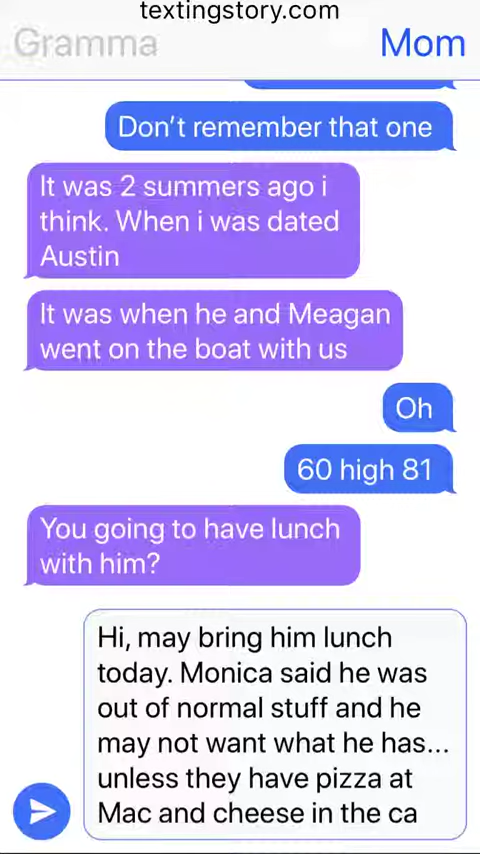 textingstory.com
Gramma Mom
Don't remember that one
It was 2 summers ago i
think. When i was dated
Austin
It was when he and Meagan
went on the boat with us
Oh
60 high 81
You going to have lunch
with him?
Hi, may bring him lunch
today. Monica said he was
out of normal stuff and he
may not want what he has...
unless they have pizza at
Mac and cheese in the ca